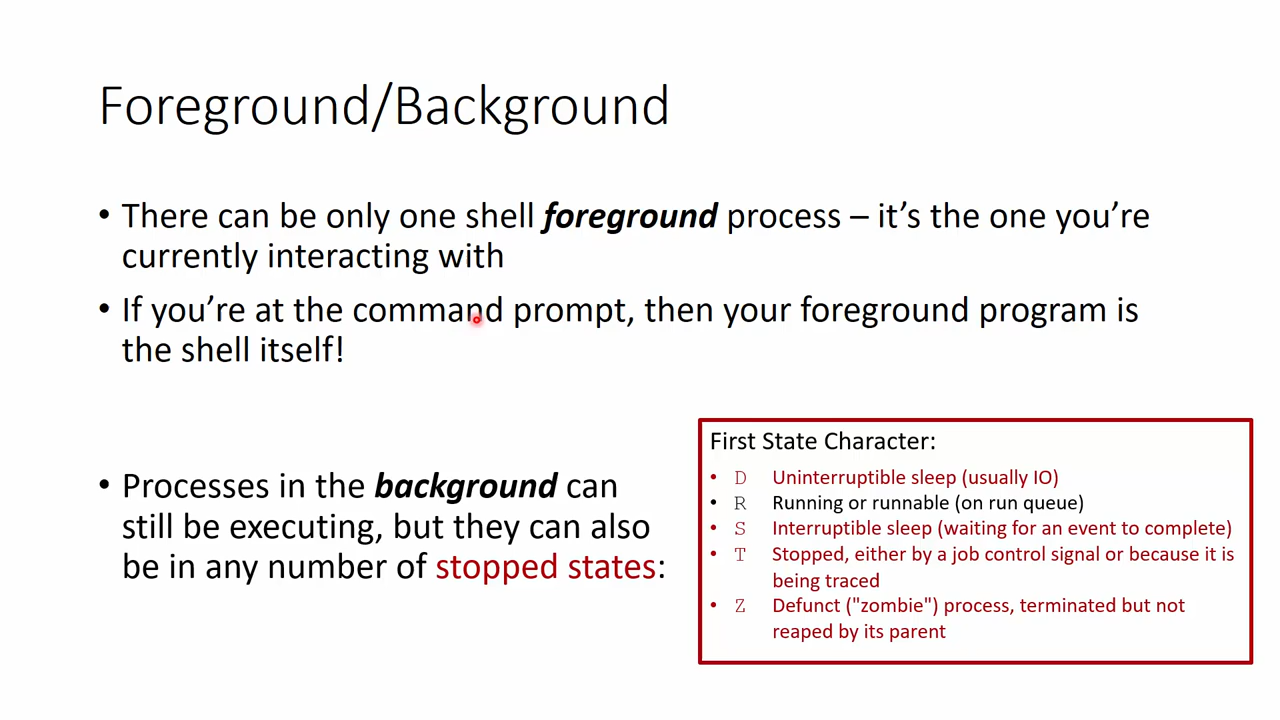 Foreground/Background
• There can be only one shell foreground process – it's the one you're
currently interacting with
• If you're at the command prompt, then your foreground program is
the shell itself!
• Processes in the background can
still be executing, but they can also
be in any number of stopped states:
First State Character:
• D Uninterruptible sleep (usually IO)
• R Running or runnable (on run queue)
• S Interruptible sleep (waiting for an event to complete)
• T Stopped, either by a job control signal or because it is
being traced
• Z Defunct ("zombie") process, terminated but not
reaped by its parent